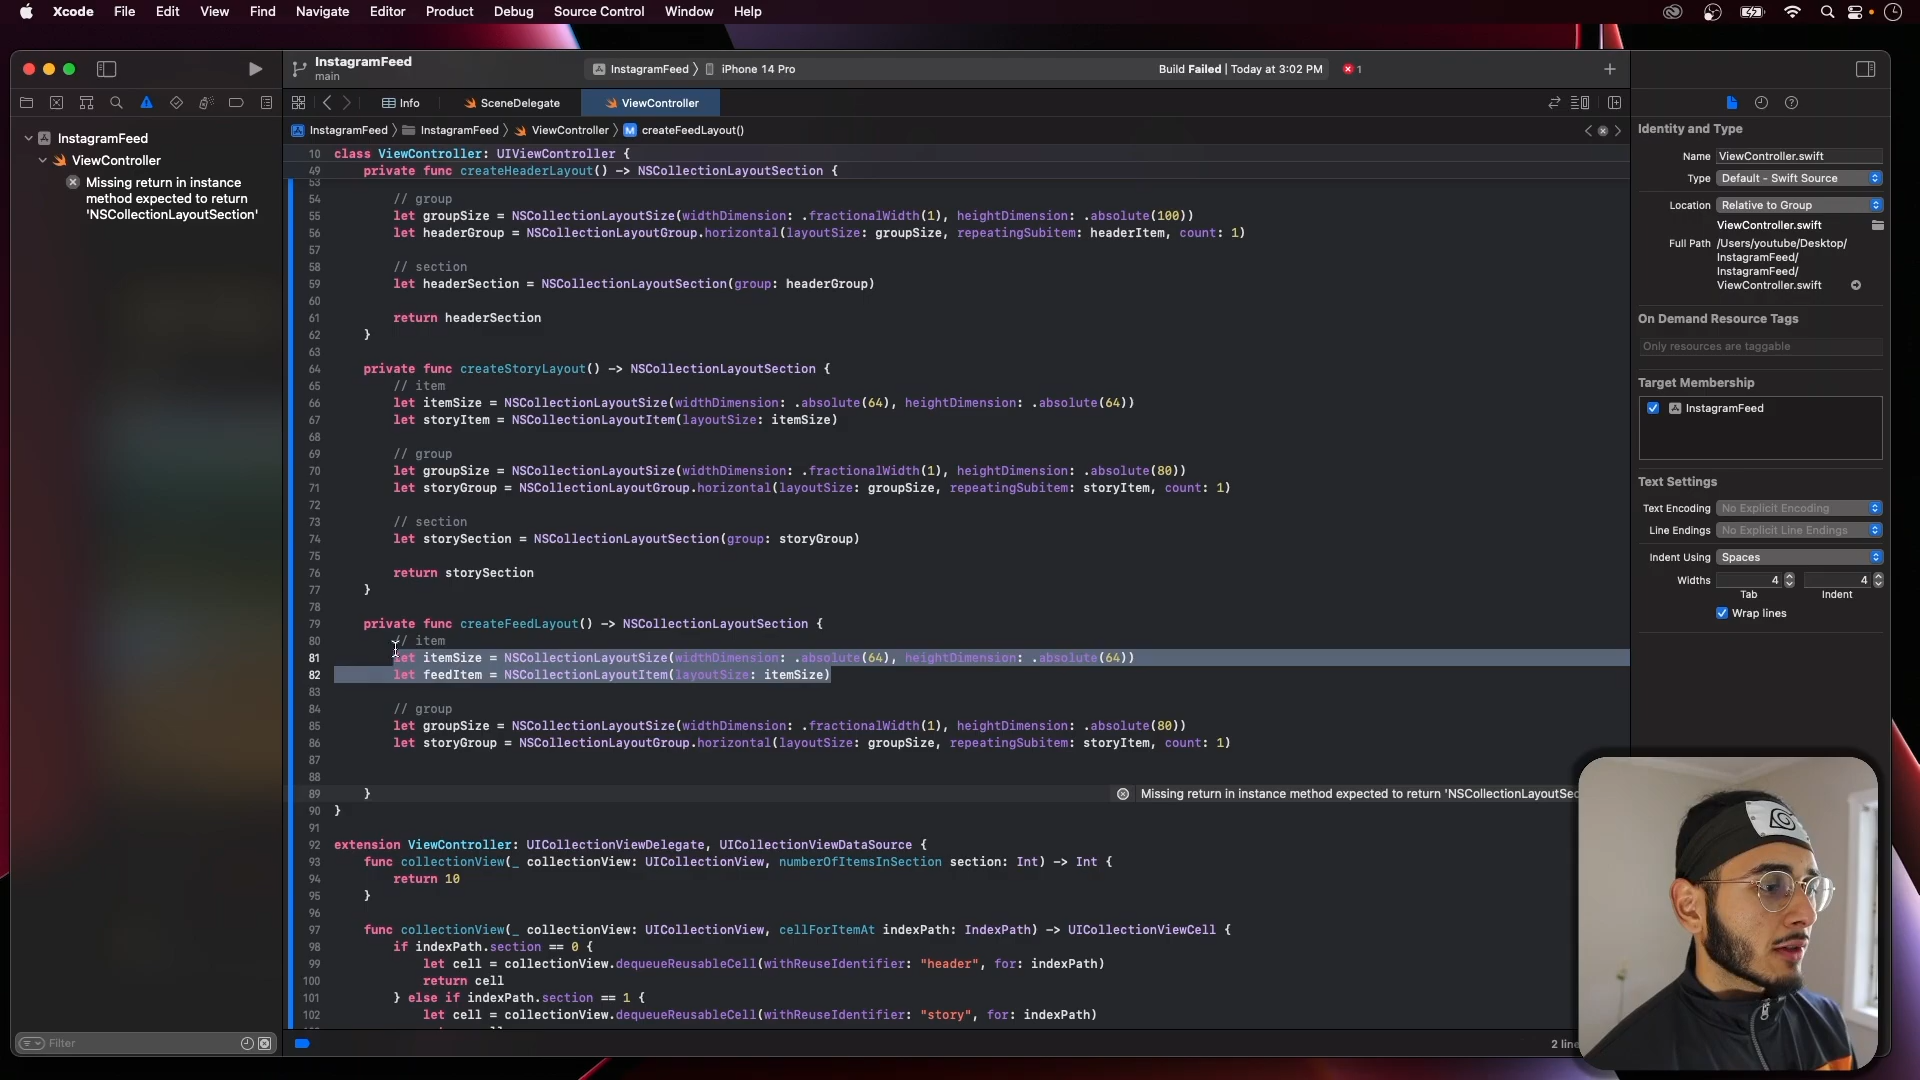 Xcode File Edit View Find Navigate Editor Product Debug Source Control Window Help
InstagramFeed
main
InstagramFeed 〉 iPhone 14 Pro
Build Failed | Today at 3:02 PM
1
Info
SceneDelegate
ViewController
InstagramFeed 〉 InstagramFeed 〉 ViewController 〉 M createFeedLayout()
InstagramFeed
ViewController
Missing return in instance
method expected to return
'NSCollectionLayoutSection'
Filter
10 class ViewController: UIViewController {
49 private func createHeaderLayout() -> NSCollectionLayoutSection {
53
54 // group
55 let groupSize = NSCollectionLayoutSize(widthDimension: .fractionalWidth(1), heightDimension: .absolute(100))
56 let headerGroup = NSCollectionLayoutGroup.horizontal(layoutSize: groupSize, repeatingSubitem: headerItem, count: 1)
57
58 // section
59 let headerSection = NSCollectionLayoutSection(group: headerGroup)
60
61 return headerSection
62 }
63
64 private func createStoryLayout() -> NSCollectionLayoutSection {
65 // item
66 let itemSize = NSCollectionLayoutSize(widthDimension: .absolute(64), heightDimension: .absolute(64))
67 let storyItem = NSCollectionLayoutItem(layoutSize: itemSize)
68
69 // group
70 let groupSize = NSCollectionLayoutSize(widthDimension: .fractionalWidth(1), heightDimension: .absolute(80))
71 let storyGroup = NSCollectionLayoutGroup.horizontal(layoutSize: groupSize, repeatingSubitem: storyItem, count: 1)
72
73 // section
74 let storySection = NSCollectionLayoutSection(group: storyGroup)
75
76 return storySection
77 }
78
79 private func createFeedLayout() -> NSCollectionLayoutSection {
80 // item
81 let itemSize = NSCollectionLayoutSize(widthDimension: .absolute(64), heightDimension: .absolute(64))
82 let feedItem = NSCollectionLayoutItem(layoutSize: itemSize)
83
84 // group
85 let groupSize = NSCollectionLayoutSize(widthDimension: .fractionalWidth(1), heightDimension: .absolute(80))
86 let storyGroup = NSCollectionLayoutGroup.horizontal(layoutSize: groupSize, repeatingSubitem: storyItem, count: 1)
87
88
89 } Missing return in instance method expected to return 'NSCollectionLayoutSec
90 }
91
92 extension ViewController: UICollectionViewDelegate, UICollectionViewDataSource {
93 func collectionView(_ collectionView: UICollectionView, numberOfItemsInSection section: Int) -> Int {
94 return 10
95 }
96
97 func collectionView(_ collectionView: UICollectionView, cellForItemAt indexPath: IndexPath) -> UICollectionViewCell {
98 if indexPath.section == 0 {
99 let cell = collectionView.dequeueReusableCell(withReuseIdentifier: "header", for: indexPath)
100 return cell
101 } else if indexPath.section == 1 {
102 let cell = collectionView.dequeueReusableCell(withReuseIdentifier: "story", for: indexPath)
2 line
Identity and Type
Name ViewController.swift
Type Default - Swift Source
Location Relative to Group
ViewController.swift
Full Path /Users/youtube/Desktop/
InstagramFeed/
InstagramFeed/
ViewController.swift
On Demand Resource Tags
Only resources are taggable
Target Membership
InstagramFeed
Text Settings
Text Encoding No Explicit Encoding
Line Endings No Explicit Line Endings
Indent Using Spaces
Widths 4 4
Tab Indent
Wrap lines